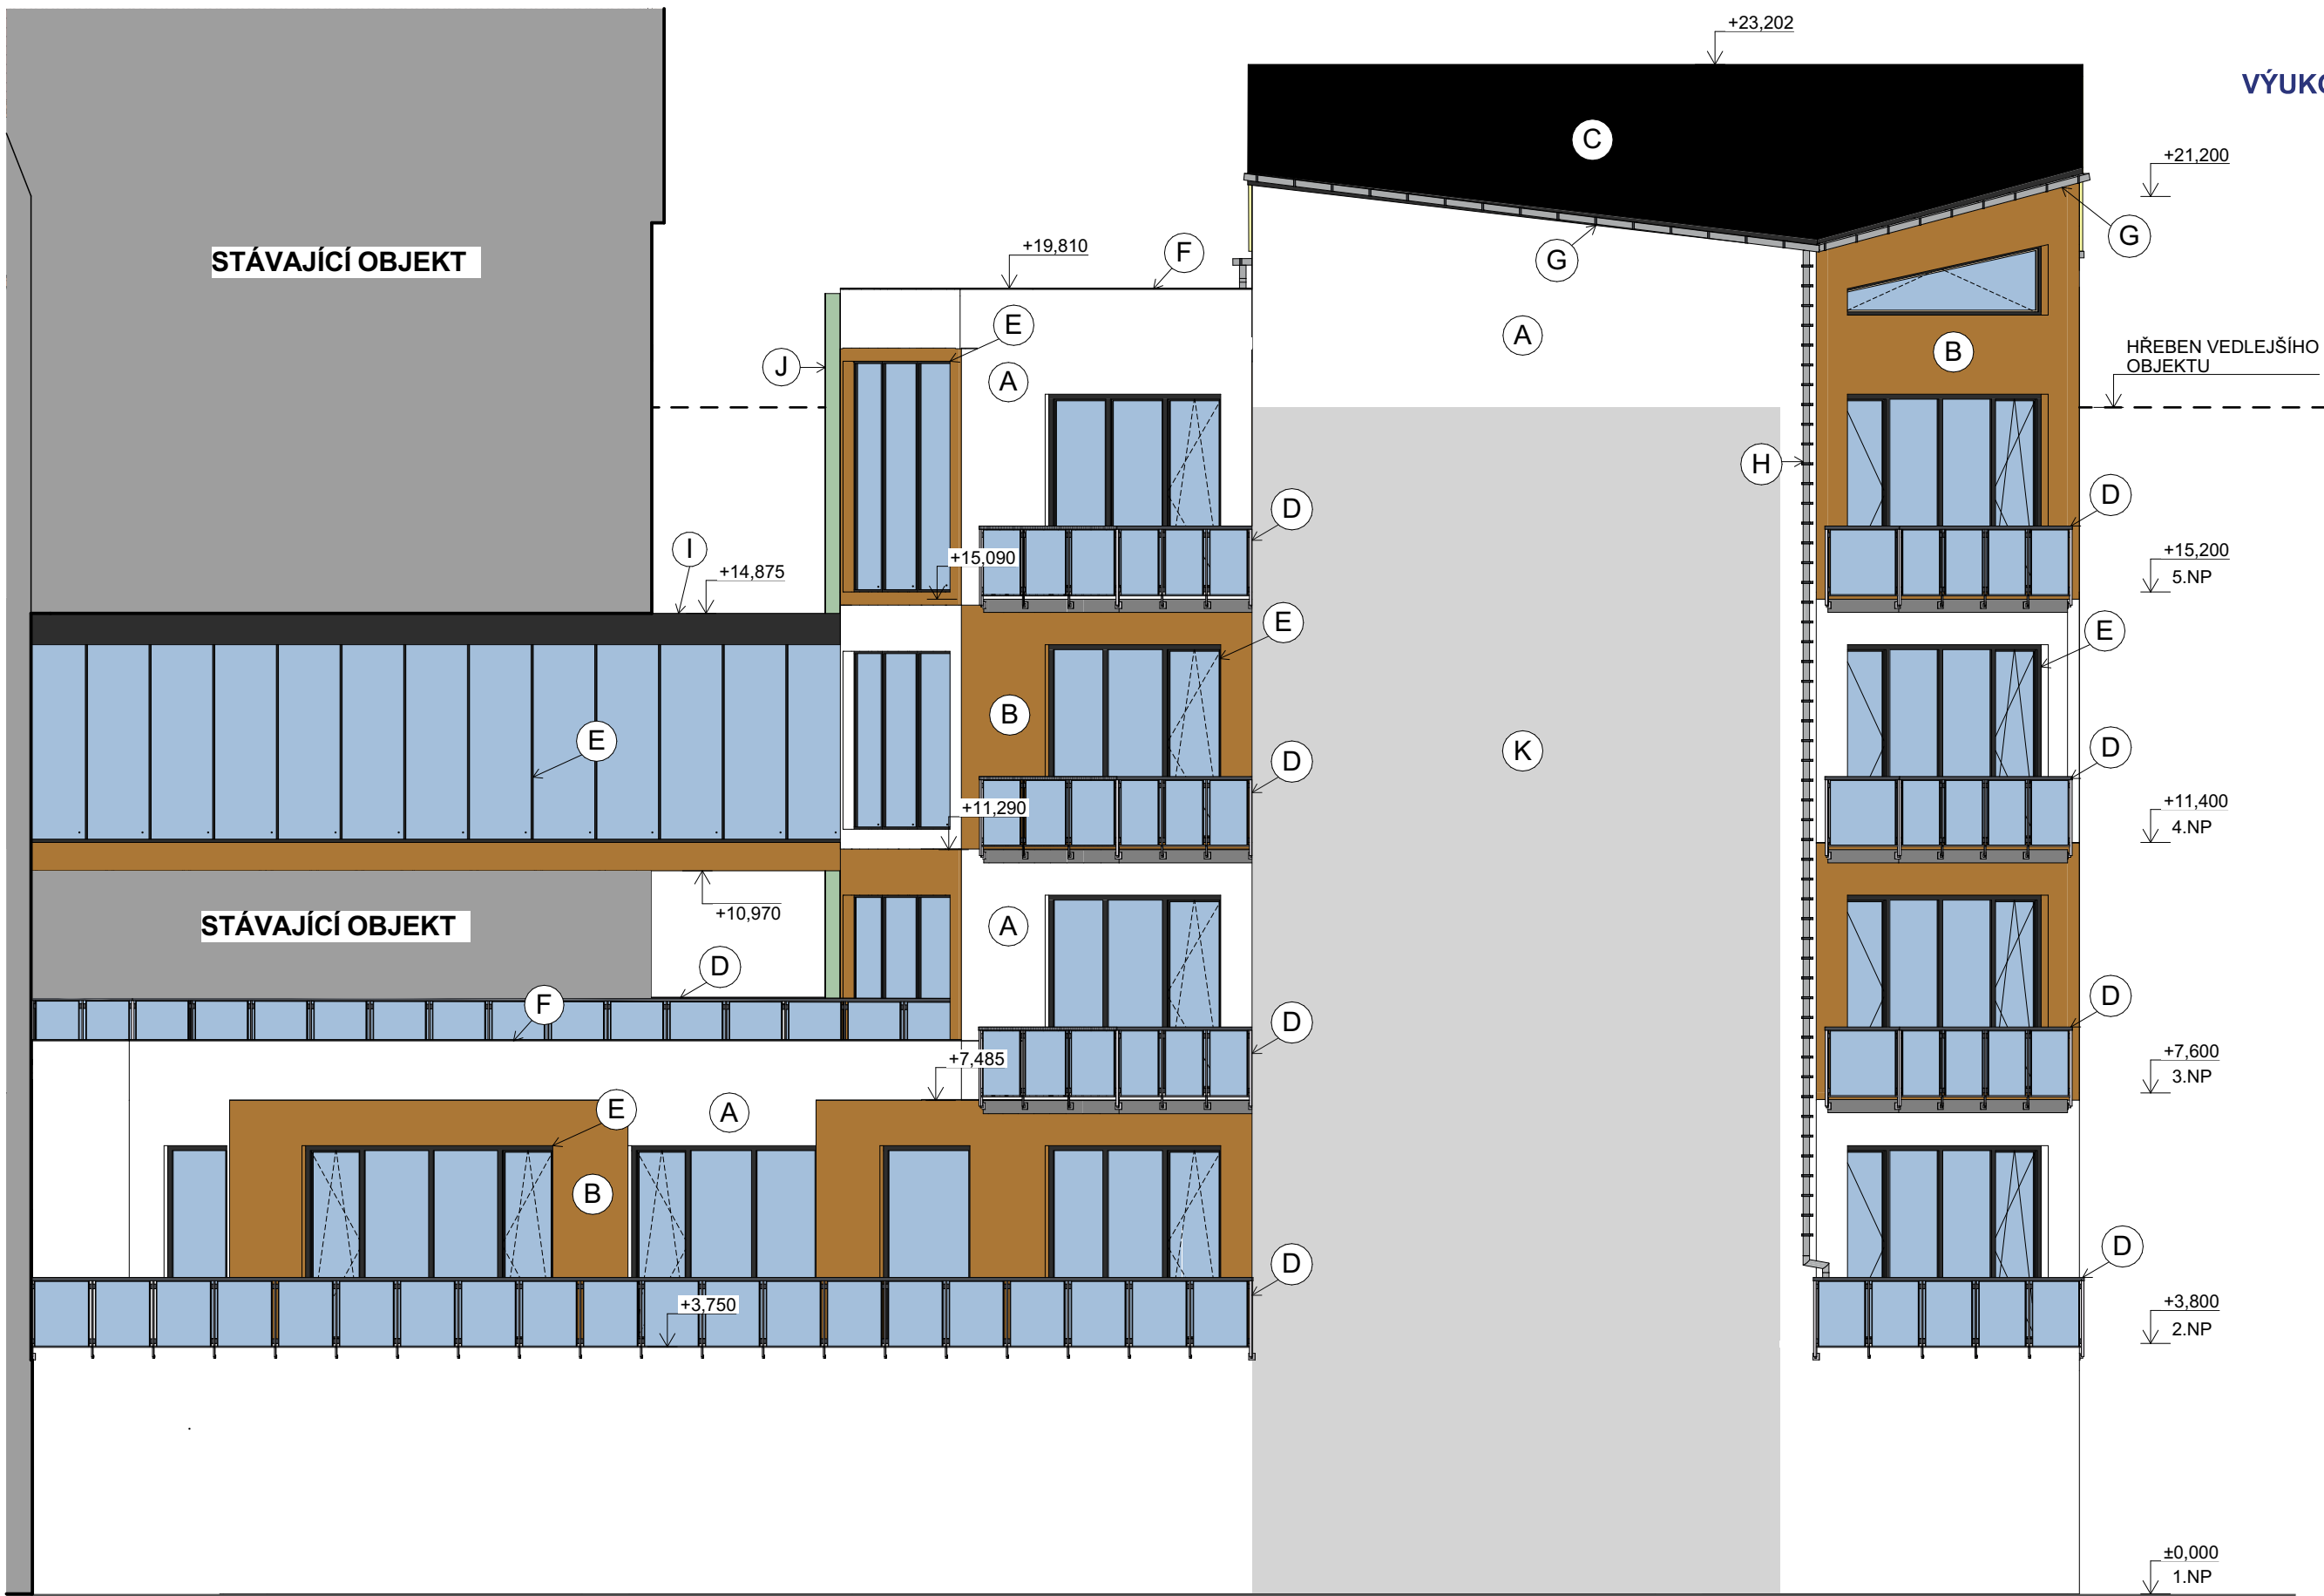 +23,202
VÝUKO
C
+21,200
STÁVAJÍCÍ OBJEKT
+19,810
F
G
G
E
A
J
A
B
HŘEBEN VEDLEJŠÍHO
OBJEKTU
H
D
D
I
+14,875
+15,090
+15,200
5.NP
E
E
B
E
K
D
D
+11,290
+11,400
4.NP
+10,970
STÁVAJÍCÍ OBJEKT
A
D
F
D
D
+7,485
+7,600
3.NP
E
A
B
D
D
+3,750
+3,800
2.NP
±0,000
1.NP